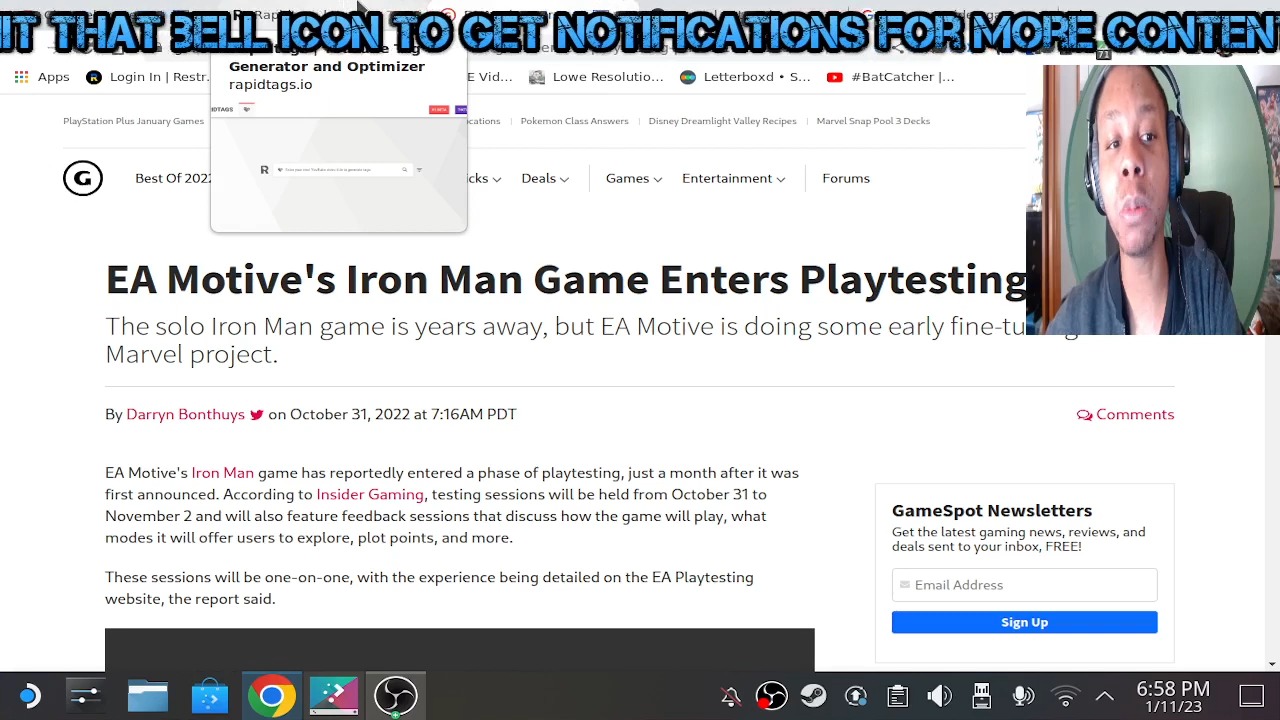 IT THAT BELL ICON TO GET NOTIFICATIONS FOR MORE CONTEN
Generator and Optimizer
rapidtags.io
Apps
Login In | Restr...
E Vid...
Lowe Resolutio...
Letterboxd • S...
#BatCatcher |...
PlayStation Plus January Games
cations
Pokemon Class Answers
Disney Dreamlight Valley Recipes
Marvel Snap Pool 3 Decks
Best Of 2022
cks
Deals
Games
Entertainment
Forums
EA Motive's Iron Man Game Enters Playtesting
The solo Iron Man game is years away, but EA Motive is doing some early fine-tu
Marvel project.
By Darryn Bonthuys on October 31, 2022 at 7:16AM PDT
Comments
EA Motive's Iron Man game has reportedly entered a phase of playtesting, just a month after it was
first announced. According to Insider Gaming, testing sessions will be held from October 31 to
November 2 and will also feature feedback sessions that discuss how the game will play, what
modes it will offer users to explore, plot points, and more.
These sessions will be one-on-one, with the experience being detailed on the EA Playtesting
website, the report said.
GameSpot Newsletters
Get the latest gaming news, reviews, and
deals sent to your inbox, FREE!
Email Address
Sign Up
6:58 PM
1/11/23